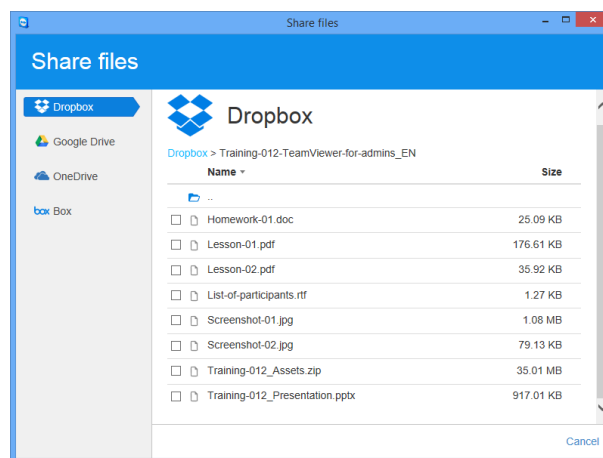 Share files
Share files
Dropbox
Google Drive
OneDrive
box Box
Dropbox
Dropbox > Training-012-TeamViewer-for-admins_EN
Name Size
..
Homework-01.doc 25.09 KB
Lesson-01.pdf 176.61 KB
Lesson-02.pdf 35.92 KB
List-of-participants.rtf 1.27 KB
Screenshot-01.jpg 1.08 MB
Screenshot-02.jpg 79.13 KB
Training-012_Assets.zip 35.01 MB
Training-012_Presentation.pptx 917.01 KB
Cancel